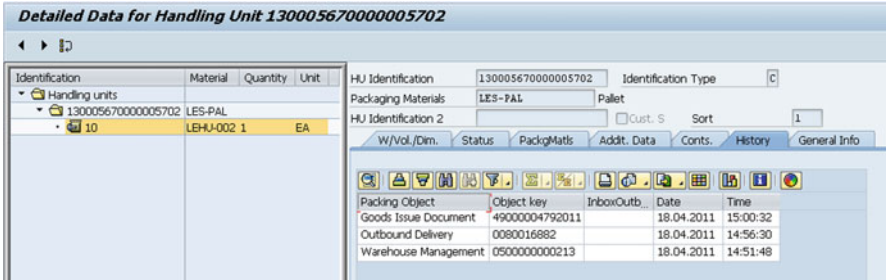 Detailed Data for Handling Unit 130005670000005702
Identification Material Quantity Unit
Handling units
130005670000005702 LES-PAL
10 LEHU-002 1 EA
HU Identification 130005670000005702 Identification Type C
Packaging Materials LES-PAL Pallet
HU Identification 2 Cust. S Sort 1
W/Vol./Dim. Status PackgMatls Addit. Data Conts. History General Info
Packing Object Object key InboxOutb... Date Time
Goods Issue Document 49000004792011 18.04.2011 15:00:32
Outbound Delivery 0080016882 18.04.2011 14:56:30
Warehouse Management 0500000000213 18.04.2011 14:51:48